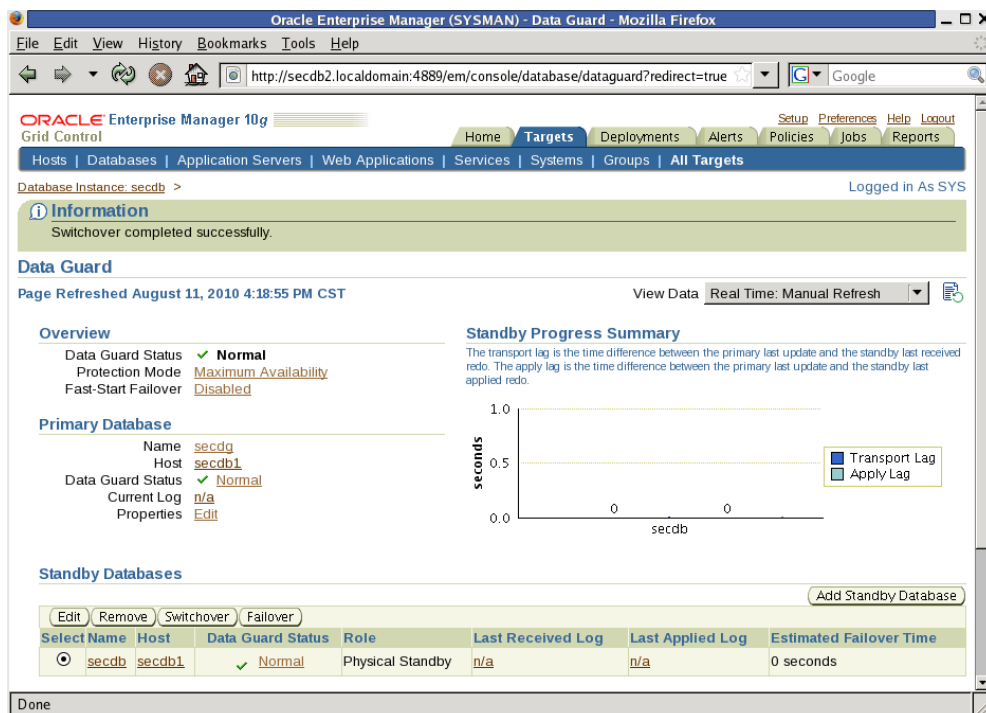 Oracle Enterprise Manager (SYSMAN) - Data Guard - Mozilla Firefox
File Edit View History Bookmarks Tools Help
http://secdb2.localdomain:4889/em/console/database/dataguard?redirect=true
G Google
ORACLE Enterprise Manager 10g
Grid Control
Setup Preferences Help Logout
Home Targets Deployments Alerts Policies Jobs Reports
Hosts | Databases | Application Servers | Web Applications | Services | Systems | Groups | All Targets
Database Instance: secdb >
Logged in As SYS
Information
Switchover completed successfully.
Data Guard
Page Refreshed August 11, 2010 4:18:55 PM CST
View Data Real Time: Manual Refresh
Overview
Data Guard Status Normal
Protection Mode Maximum Availability
Fast-Start Failover Disabled
Primary Database
Name secdg
Host secdb1
Data Guard Status Normal
Current Log n/a
Properties Edit
Standby Progress Summary
The transport lag is the time difference between the primary last update and the standby last received
redo. The apply lag is the time difference between the primary last update and the standby last
applied redo.
1.0
0.5
0.0
seconds
0 0
secdb
Transport Lag
Apply Lag
Standby Databases
Add Standby Database
Edit Remove Switchover Failover
Select Name Host Data Guard Status Role Last Received Log Last Applied Log Estimated Failover Time
secdb secdb1 Normal Physical Standby n/a n/a 0 seconds
Done